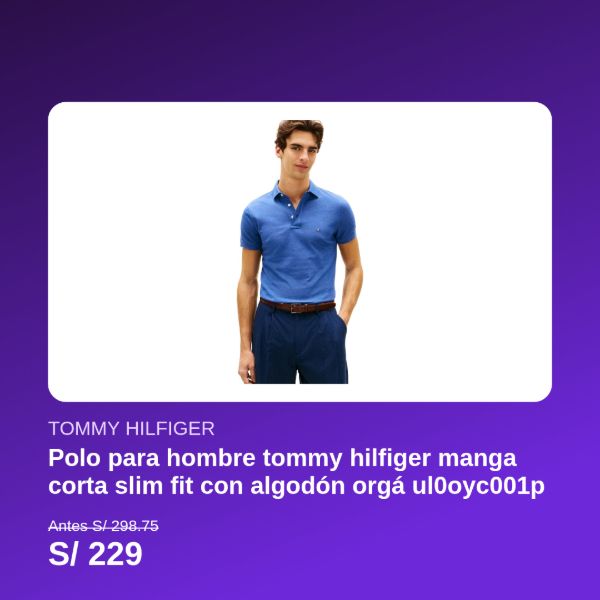 TOMMY HILFIGER
Polo para hombre tommy hilfiger manga
corta slim fit con algodón orgá ul0oyc001p
Antes S/ 298.75
S/ 229